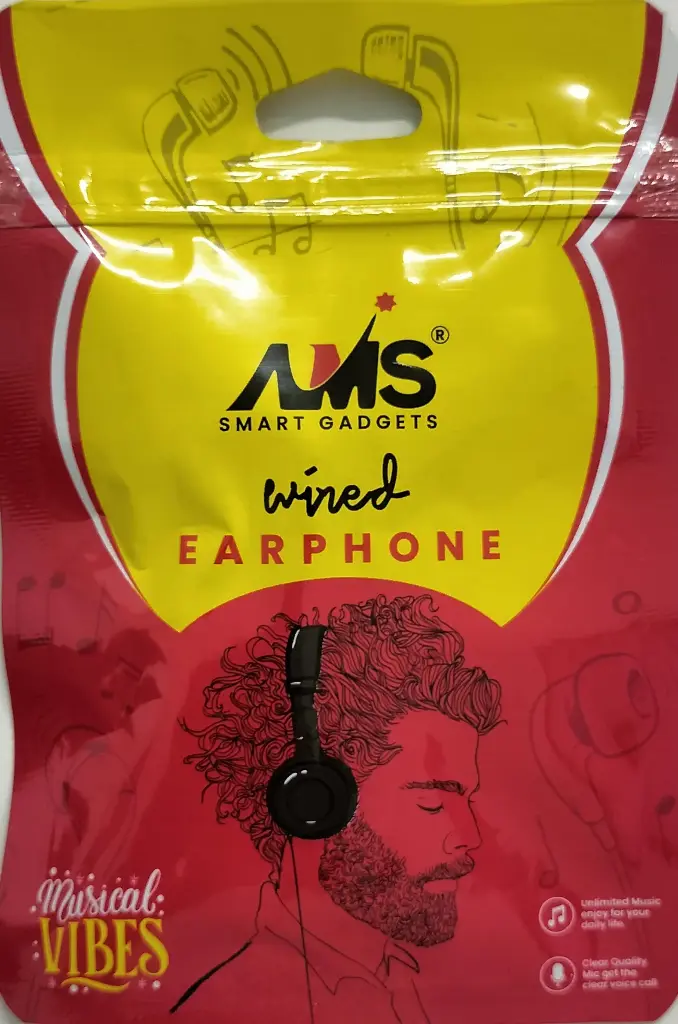 AMS®
SMART GADGETS
wired
EARPHONE
Musical
VIBES
Unlimited Music
enjoy for your
daily life.
Clear Quality
Mic get the
clear voice call